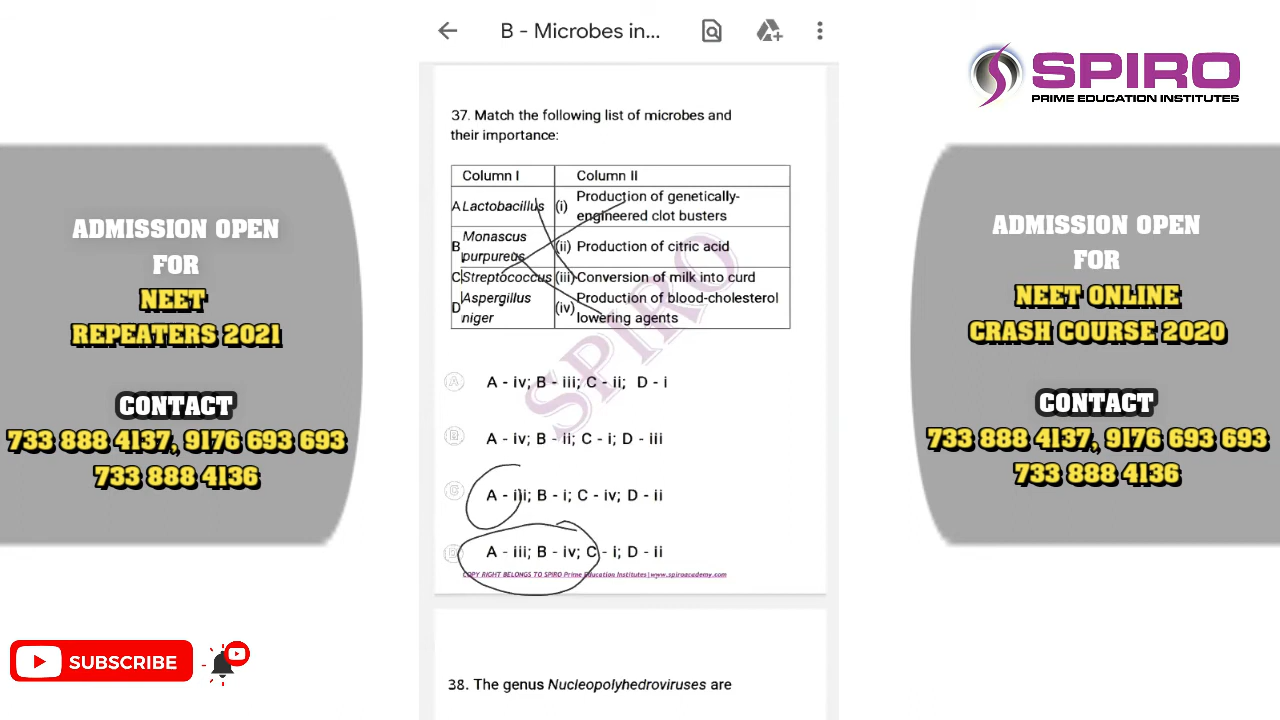 B - Microbes in...
SPIRO
PRIME EDUCATION INSTITUTES
37. Match the following list of microbes and
their importance:
Column I Column II
A Lactobacillus (i) Production of genetically-
engineered clot busters
B Monascus
purpureus (ii) Production of citric acid
C Streptococcus (iii) Conversion of milk into curd
D Aspergillus
niger (iv) Production of blood-cholesterol
lowering agents
SPIRO
A A - iv; B - iii; C - ii; D - i
B A - iv; B - ii; C - i; D - iii
C A - iii; B - i; C - iv; D - ii
D A - iii; B - iv; C - i; D - ii
COPY RIGHT BELONGS TO SPIRO Prime Education Institutes|www.spiroacademy.com
38. The genus Nucleopolyhedroviruses are
ADMISSION OPEN
FOR
NEET
REPEATERS 2021
CONTACT
733 888 4137, 9176 693 693
733 888 4136
ADMISSION OPEN
FOR
NEET ONLINE
CRASH COURSE 2020
CONTACT
733 888 4137, 9176 693 693
733 888 4136
SUBSCRIBE